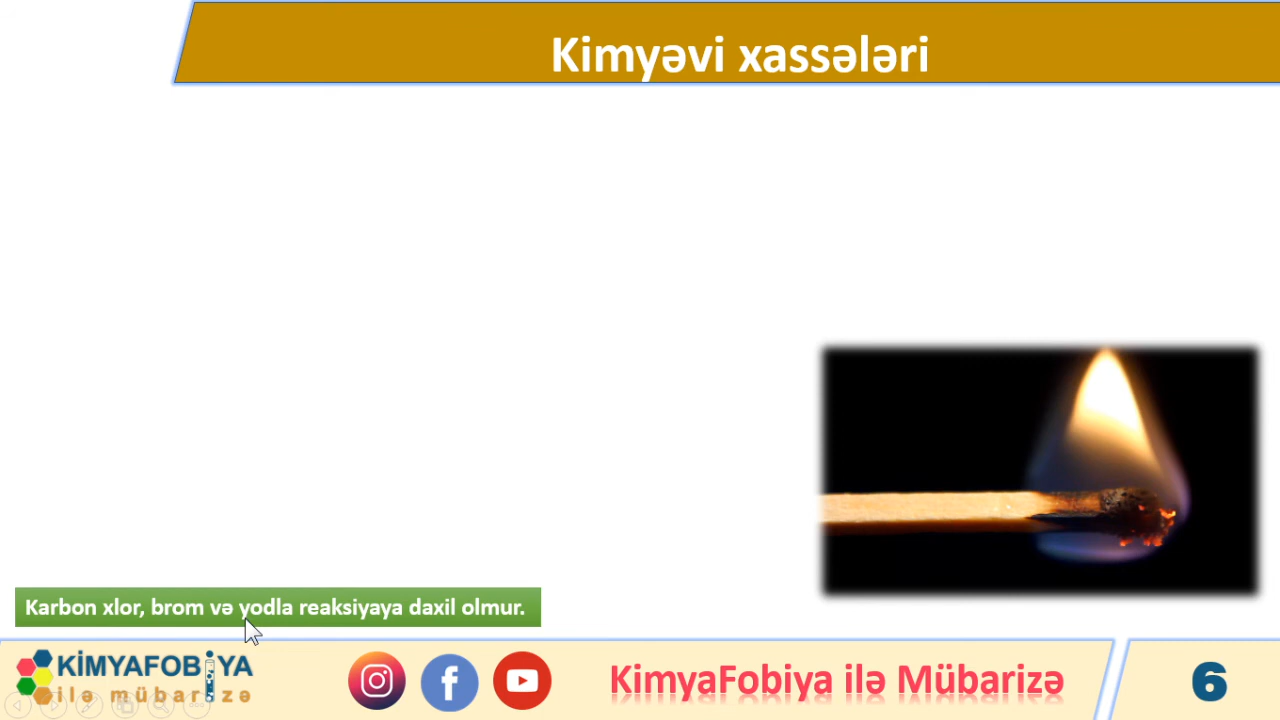 Kimyəvi xassələri
Karbon xlor, brom və yodla reaksiyaya daxil olmur.
KİMYAFOBİYA
ilə mübarizə
KimyaFobiya ilə Mübarizə
6